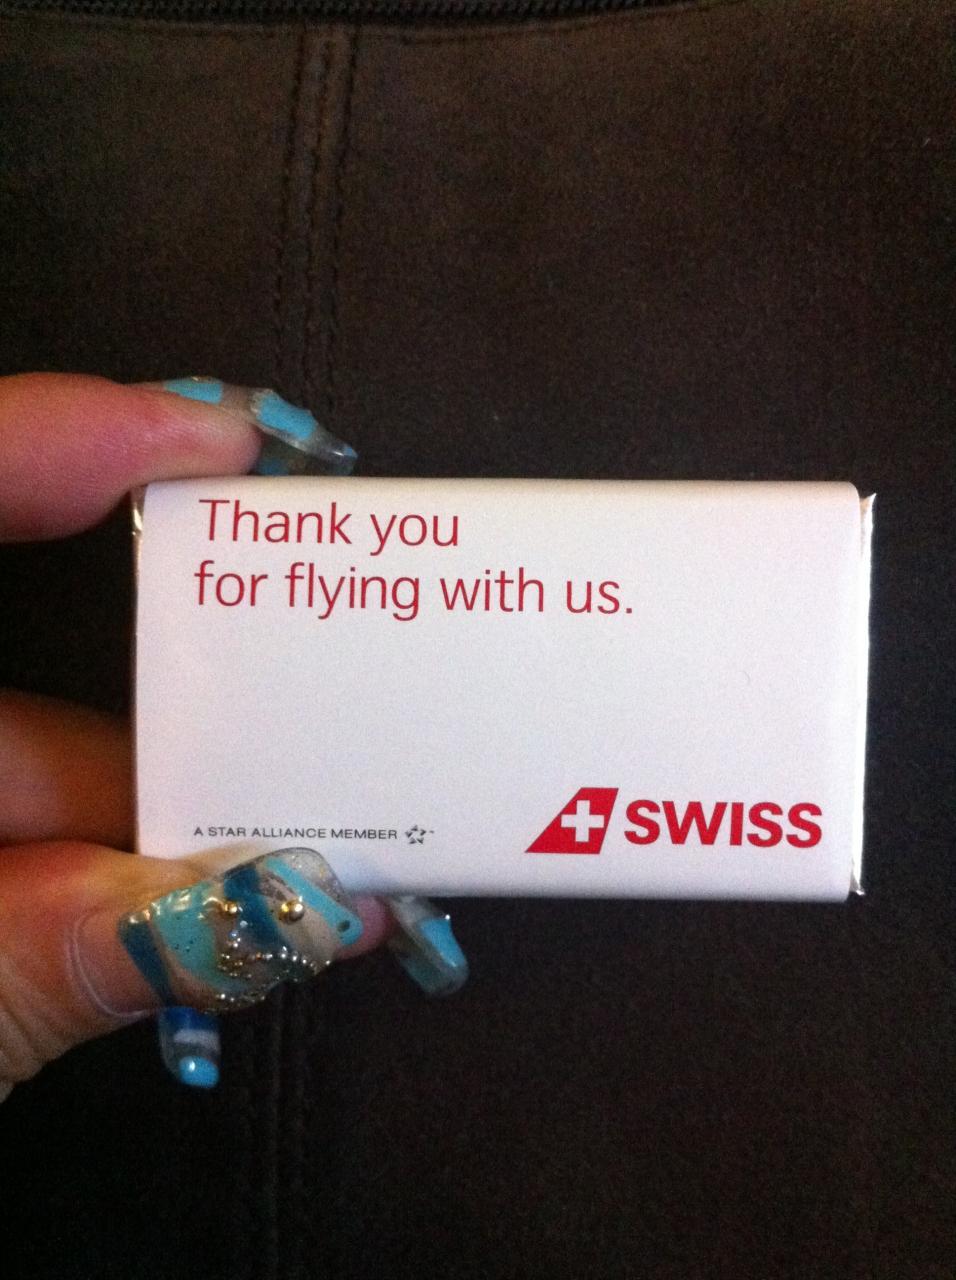 Thank you
for flying with us.
A STAR ALLIANCE MEMBER
SWISS